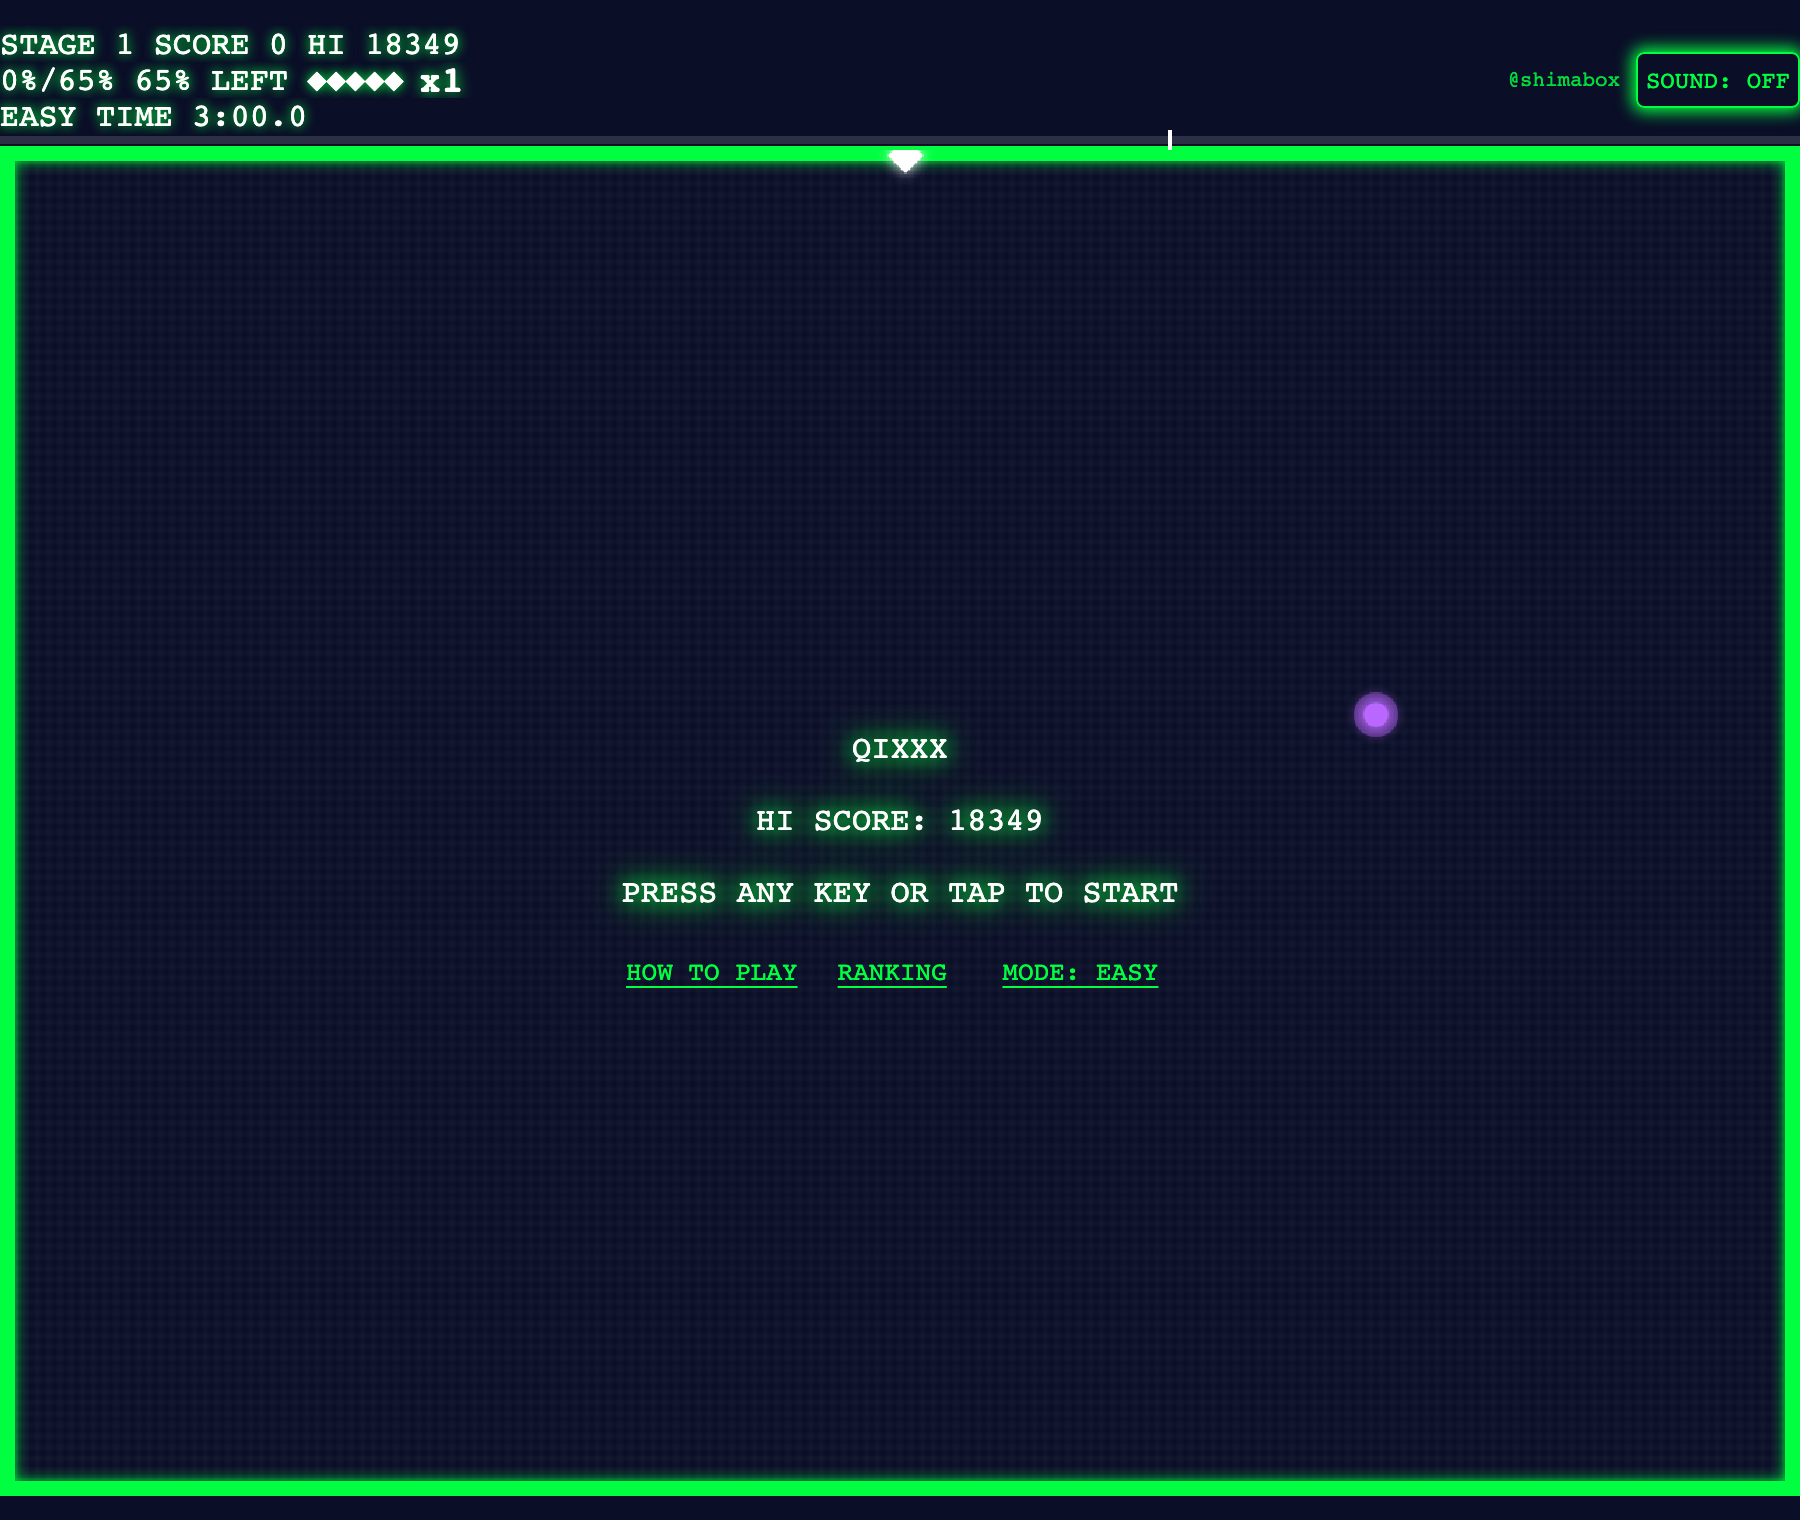 STAGE 1 SCORE 0 HI 18349
0%/65% 65% LEFT ◆◆◆◆◆ x1
EASY TIME 3:00.0
@shimabox
SOUND: OFF
QIXXX
HI SCORE: 18349
PRESS ANY KEY OR TAP TO START
HOW TO PLAY RANKING MODE: EASY